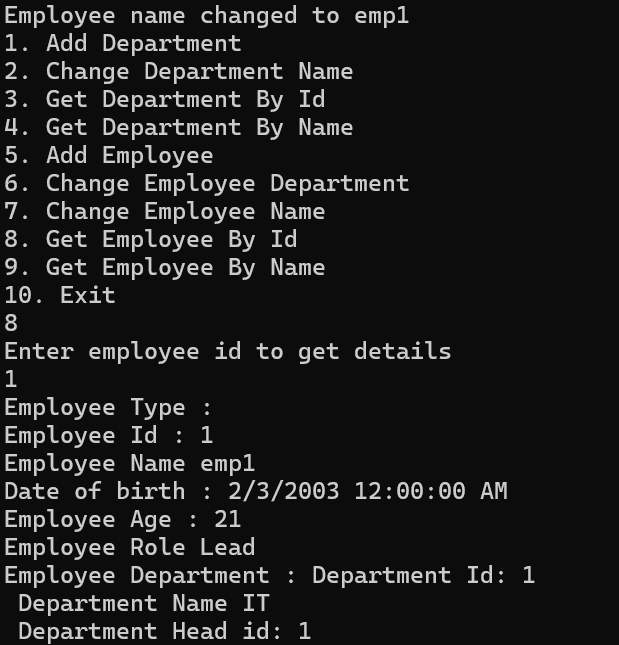 Employee name changed to emp1
1. Add Department
2. Change Department Name
3. Get Department By Id
4. Get Department By Name
5. Add Employee
6. Change Employee Department
7. Change Employee Name
8. Get Employee By Id
9. Get Employee By Name
10. Exit
8
Enter employee id to get details
1
Employee Type :
Employee Id : 1
Employee Name emp1
Date of birth : 2/3/2003 12:00:00 AM
Employee Age : 21
Employee Role Lead
Employee Department : Department Id: 1
 Department Name IT
 Department Head id: 1